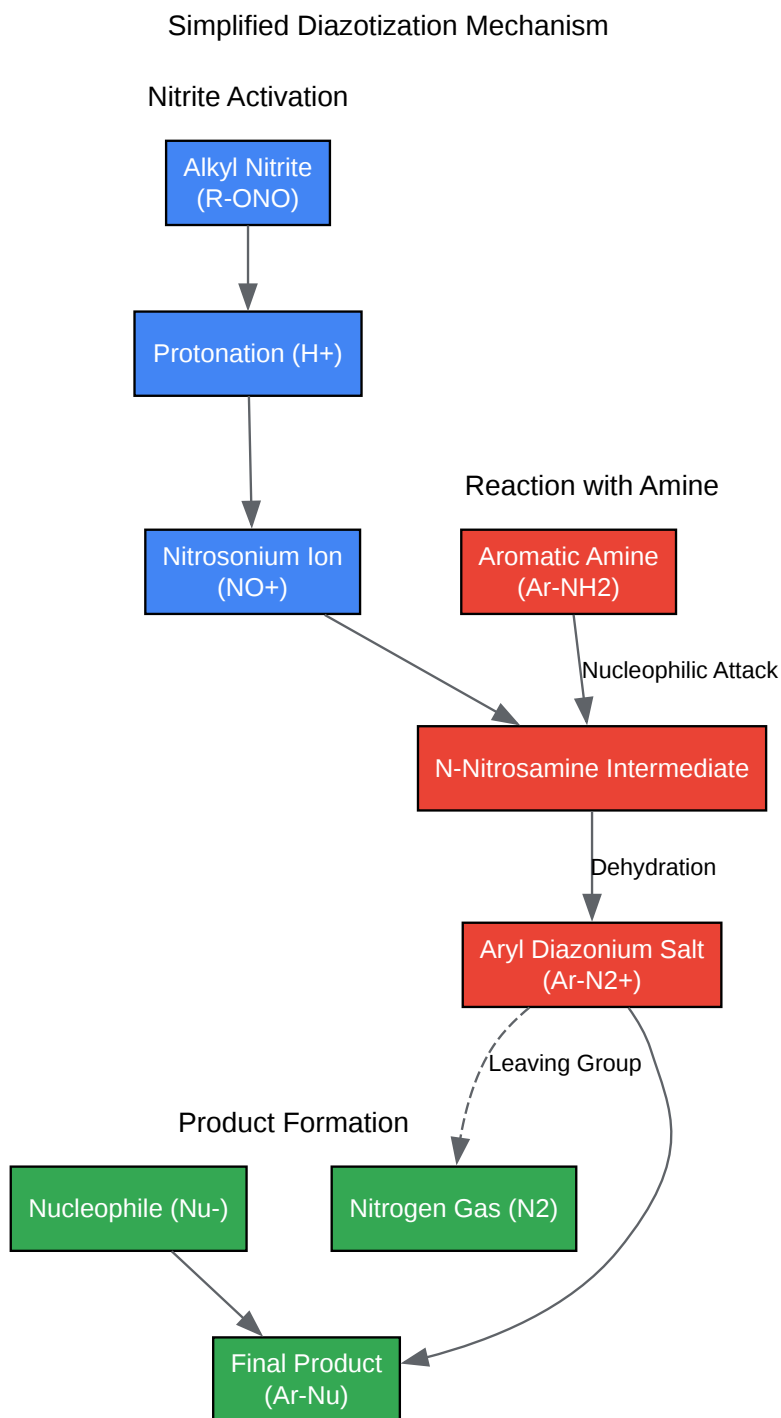 Simplified Diazotization Mechanism
Nitrite Activation
Alkyl Nitrite
(R-ONO)
Protonation (H+)
Nitrosonium Ion
(NO+)
Reaction with Amine
Aromatic Amine
(Ar-NH2)
Nucleophilic Attack
N-Nitrosamine Intermediate
Dehydration
Aryl Diazonium Salt
(Ar-N2+)
Leaving Group
Product Formation
Nucleophile (Nu-)
Nitrogen Gas (N2)
Final Product
(Ar-Nu)